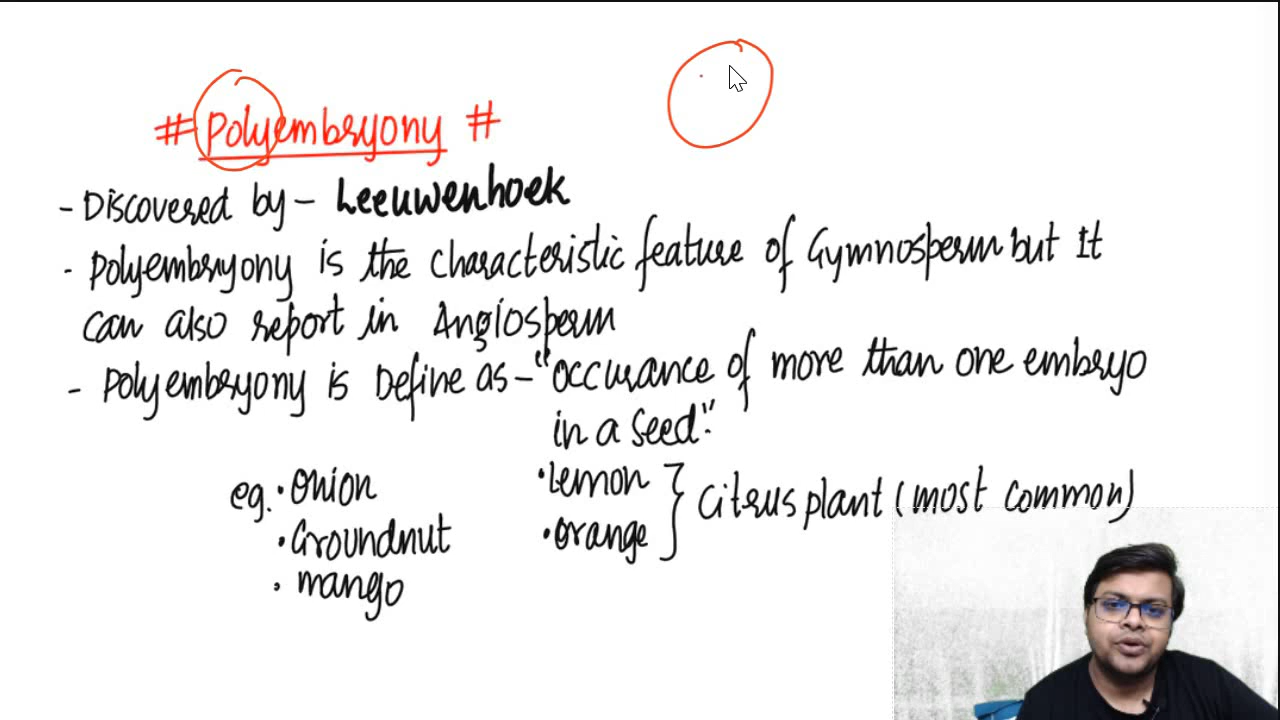 # Polyembryony #
- Discovered by - Leeuwenhoek
- Polyembryony is the characteristic feature of Gymnosperm but It
can also report in Angiosperm
- Polyembryony is Define as - "occurance of more than one embryo
in a seed".
eg. • onion
• Groundnut
• mango
• Lemon
• orange
} Citrus plant (most common)